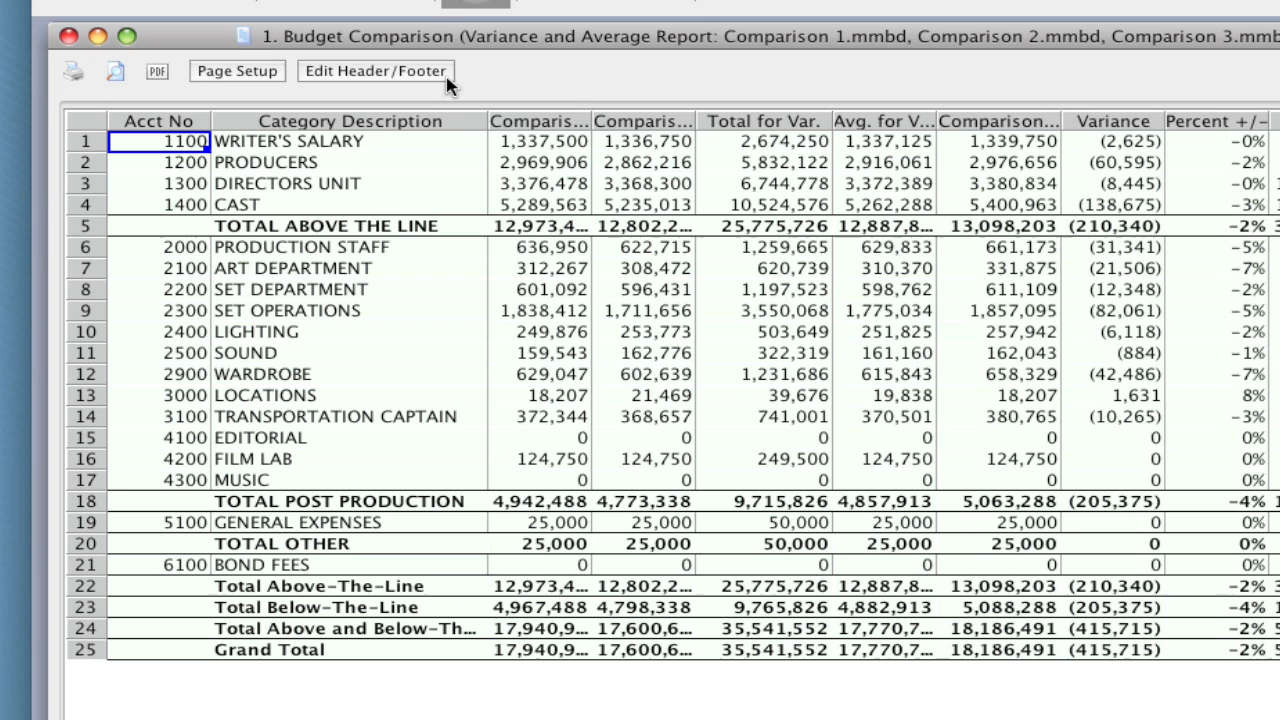 1. Budget Comparison (Variance and Average Report: Comparison 1.mmbd, Comparison 2.mmbd, Comparison 3.mmb
PDF Page Setup Edit Header/Footer
Acct No Category Description Comparis... Comparis... Total for Var. Avg. for V... Comparison... Variance Percent +/-
1 1100 WRITER'S SALARY 1,337,500 1,336,750 2,674,250 1,337,125 1,339,750 (2,625) -0%
2 1200 PRODUCERS 2,969,906 2,862,216 5,832,122 2,916,061 2,976,656 (60,595) -2%
3 1300 DIRECTORS UNIT 3,376,478 3,368,300 6,744,778 3,372,389 3,380,834 (8,445) -0%
4 1400 CAST 5,289,563 5,235,013 10,524,576 5,262,288 5,400,963 (138,675) -3%
5 TOTAL ABOVE THE LINE 12,973,4... 12,802,2... 25,775,726 12,887,8... 13,098,203 (210,340) -2%
6 2000 PRODUCTION STAFF 636,950 622,715 1,259,665 629,833 661,173 (31,341) -5%
7 2100 ART DEPARTMENT 312,267 308,472 620,739 310,370 331,875 (21,506) -7%
8 2200 SET DEPARTMENT 601,092 596,431 1,197,523 598,762 611,109 (12,348) -2%
9 2300 SET OPERATIONS 1,838,412 1,711,656 3,550,068 1,775,034 1,857,095 (82,061) -5%
10 2400 LIGHTING 249,876 253,773 503,649 251,825 257,942 (6,118) -2%
11 2500 SOUND 159,543 162,776 322,319 161,160 162,043 (884) -1%
12 2900 WARDROBE 629,047 602,639 1,231,686 615,843 658,329 (42,486) -7%
13 3000 LOCATIONS 18,207 21,469 39,676 19,838 18,207 1,631 8%
14 3100 TRANSPORTATION CAPTAIN 372,344 368,657 741,001 370,501 380,765 (10,265) -3%
15 4100 EDITORIAL 0 0 0 0 0 0 0%
16 4200 FILM LAB 124,750 124,750 249,500 124,750 124,750 0 0%
17 4300 MUSIC 0 0 0 0 0 0 0%
18 TOTAL POST PRODUCTION 4,942,488 4,773,338 9,715,826 4,857,913 5,063,288 (205,375) -4%
19 5100 GENERAL EXPENSES 25,000 25,000 50,000 25,000 25,000 0 0%
20 TOTAL OTHER 25,000 25,000 50,000 25,000 25,000 0 0%
21 6100 BOND FEES 0 0 0 0 0 0 0%
22 Total Above-The-Line 12,973,4... 12,802,2... 25,775,726 12,887,8... 13,098,203 (210,340) -2%
23 Total Below-The-Line 4,967,488 4,798,338 9,765,826 4,882,913 5,088,288 (205,375) -4%
24 Total Above and Below-Th... 17,940,9... 17,600,6... 35,541,552 17,770,7... 18,186,491 (415,715) -2%
25 Grand Total 17,940,9... 17,600,6... 35,541,552 17,770,7... 18,186,491 (415,715) -2%